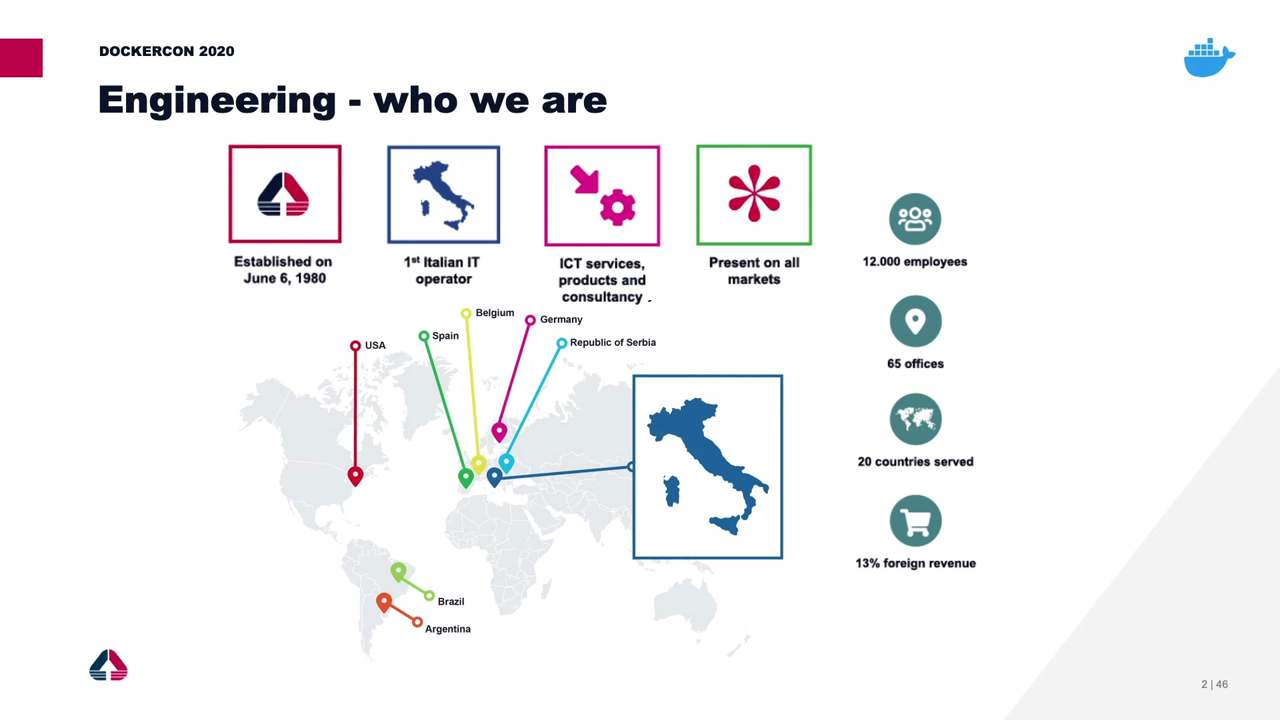 DOCKERCON 2020
Engineering - who we are
Established on
June 6, 1980
1st Italian IT
operator
ICT services,
products and
consultancy
Present on all
markets
12.000 employees
65 offices
20 countries served
13% foreign revenue
Belgium
Germany
Spain
Republic of Serbia
USA
Brazil
Argentina
2 | 46